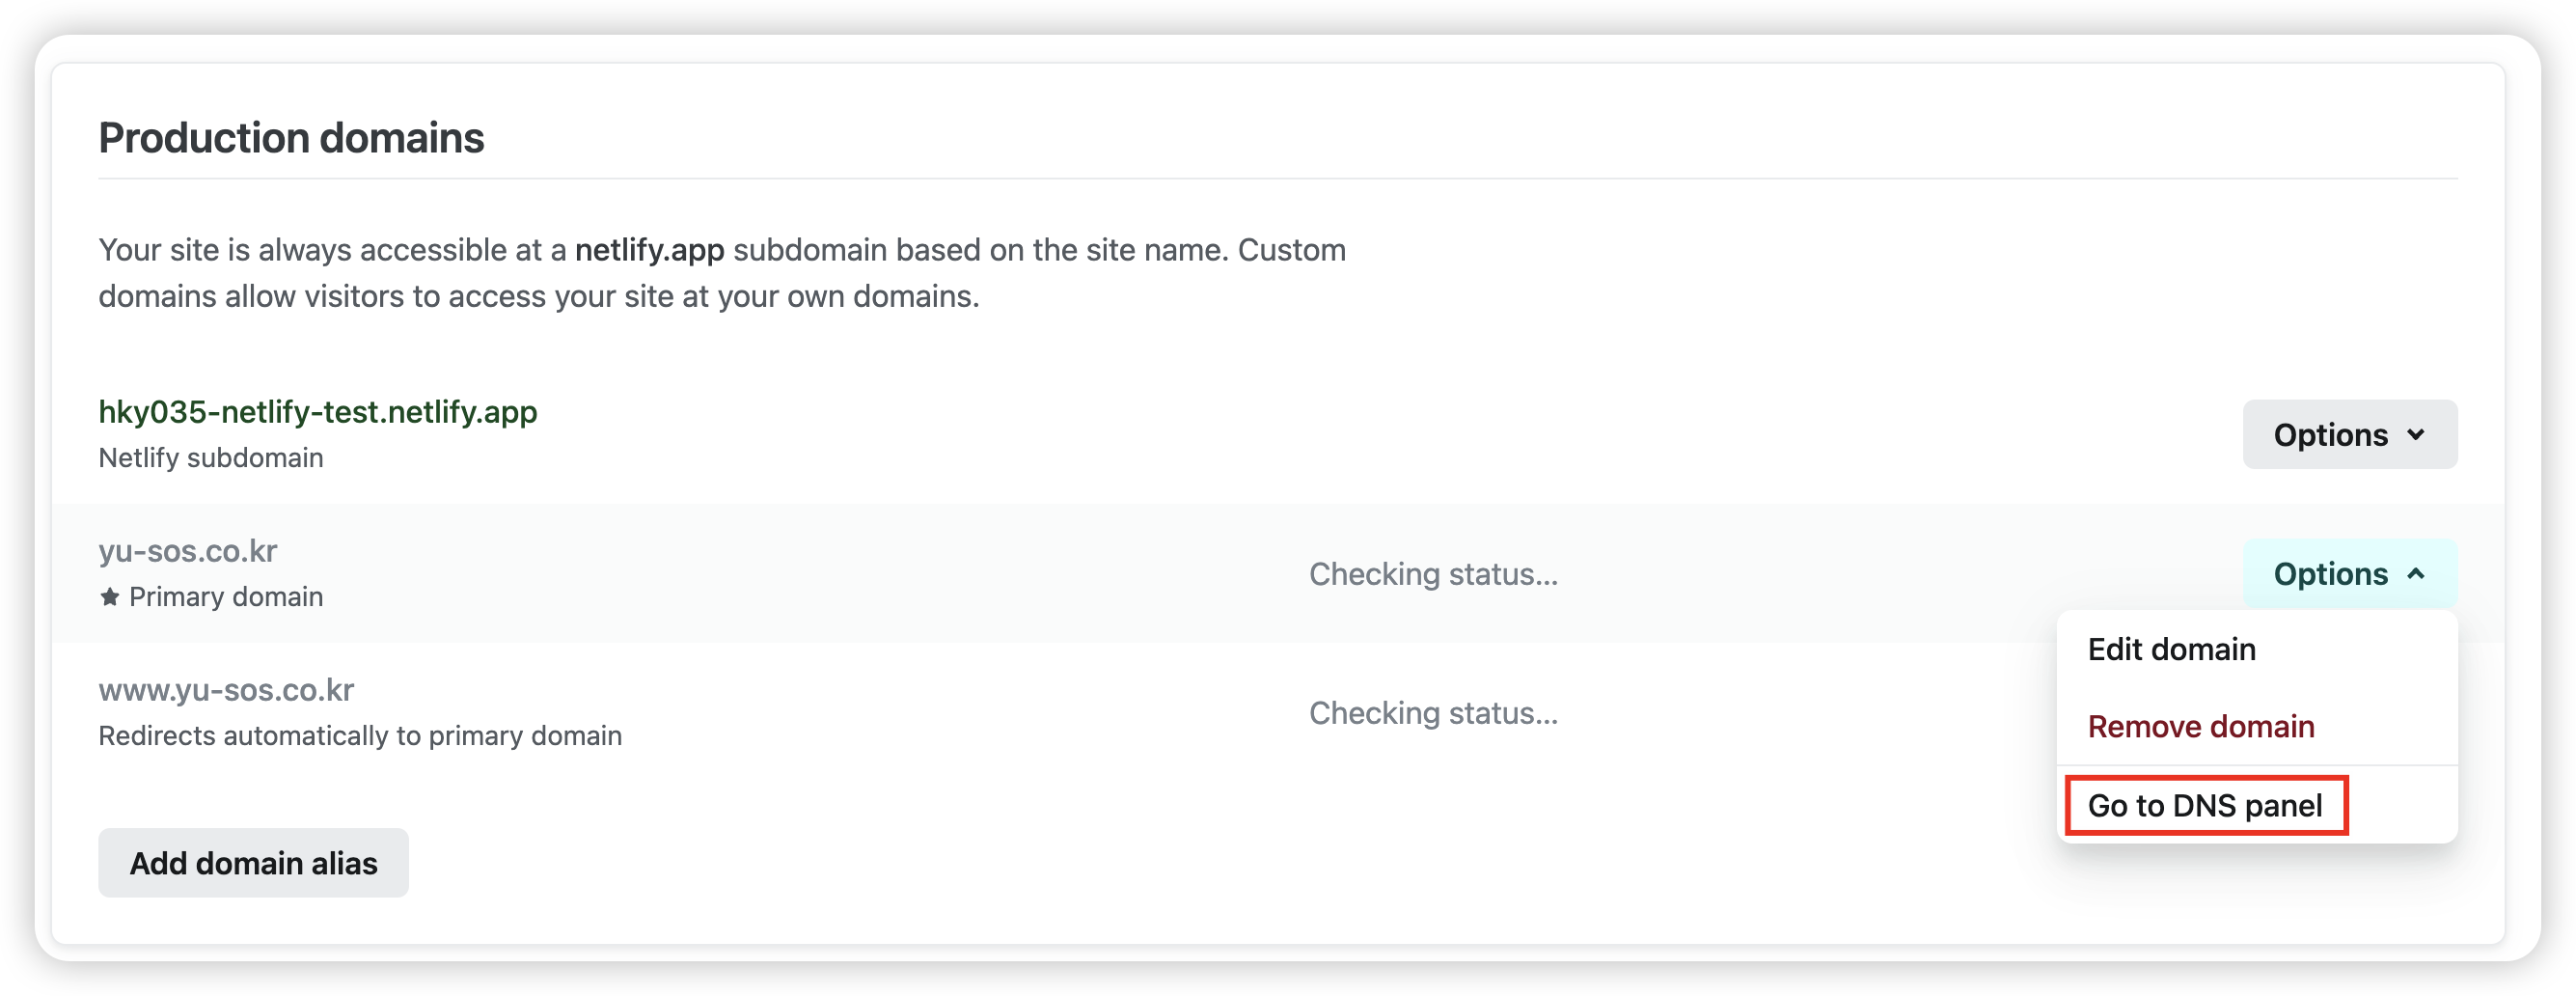 Production domains
Your site is always accessible at a netlify.app subdomain based on the site name. Custom
domains allow visitors to access your site at your own domains.
hky035-netlify-test.netlify.app
Netlify subdomain
Options
yu-sos.co.kr
★ Primary domain
Checking status...
Options
Edit domain
Remove domain
Go to DNS panel
www.yu-sos.co.kr
Redirects automatically to primary domain
Checking status...
Add domain alias